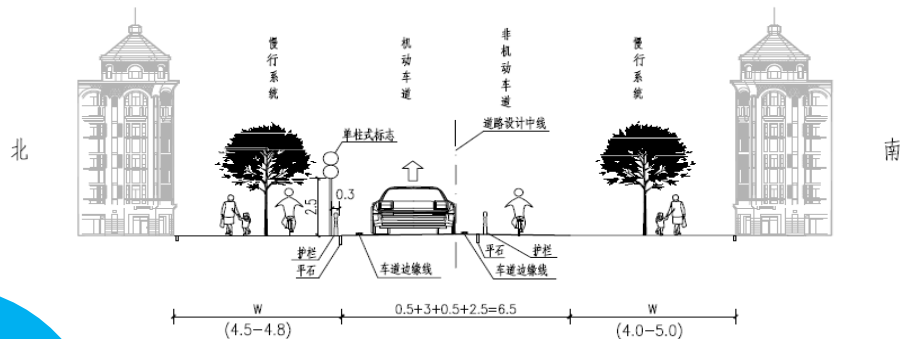 慢行系统
机动车道
非机动车道
慢行系统
道路设计中线
单柱式标志
北
南
2.5
0.3
护栏
平石
车道边缘线
平石
护栏
车道边缘线
W
0.5+3+0.5+2.5=6.5
W
(4.5-4.8)
(4.0-5.0)